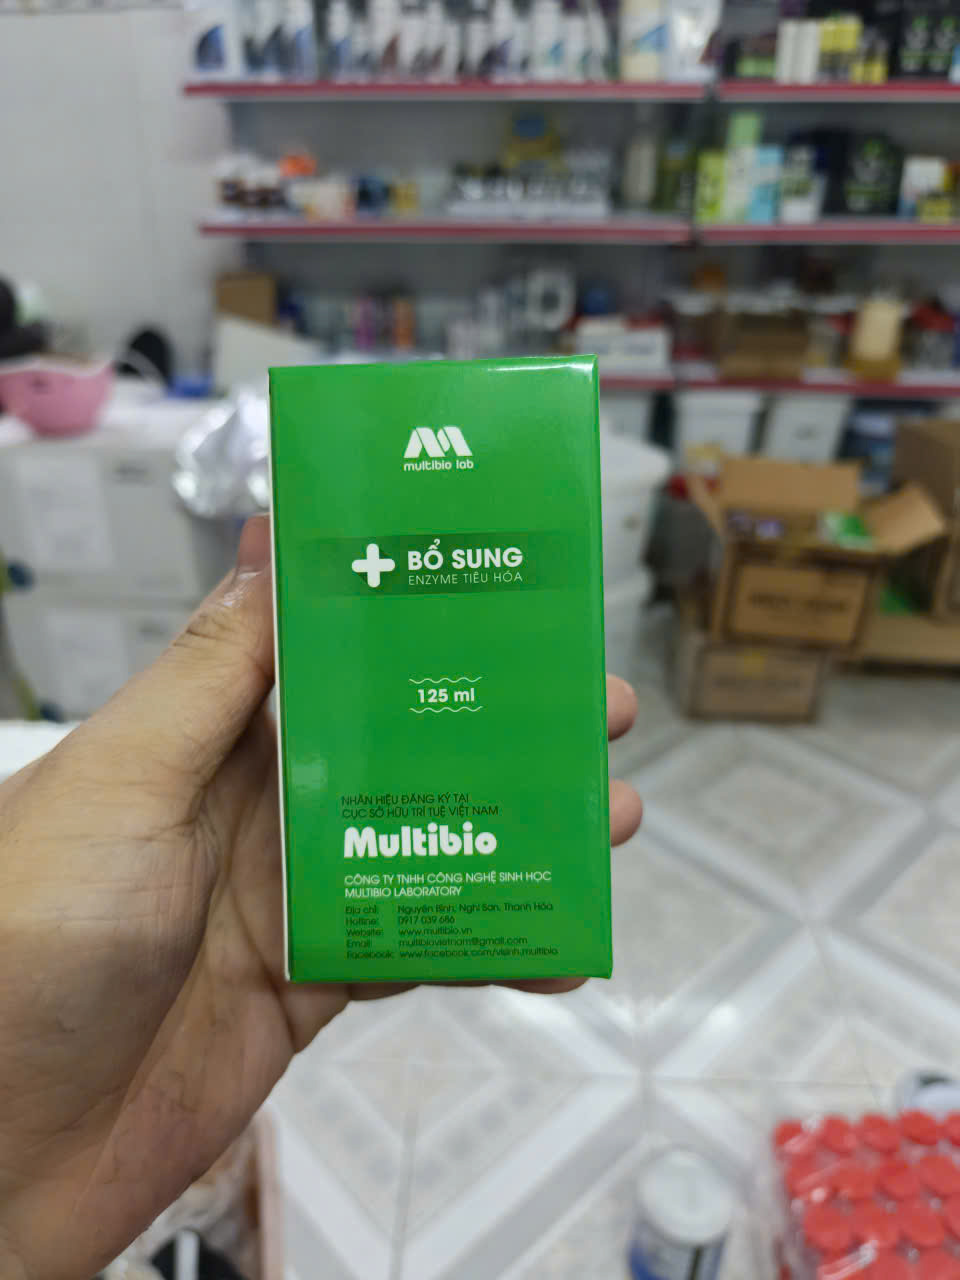 multibio lab
BỔ SUNG
ENZYME TIÊU HÓA
125 ml
NHÃN HIỆU ĐĂNG KÝ TẠI
CỤC SỞ HỮU TRÍ TUỆ VIỆT NAM
Multibio
CÔNG TY TNHH CÔNG NGHỆ SINH HỌC
MULTIBIO LABORATORY
Địa chỉ: Nguyên Bình, Nghi Sơn, Thanh Hóa
Hotline: 0917 039 686
Website: www.multibio.vn
Email: multibiovietnam@gmail.com
Facebook: www.facebook.com/visinh.multibio